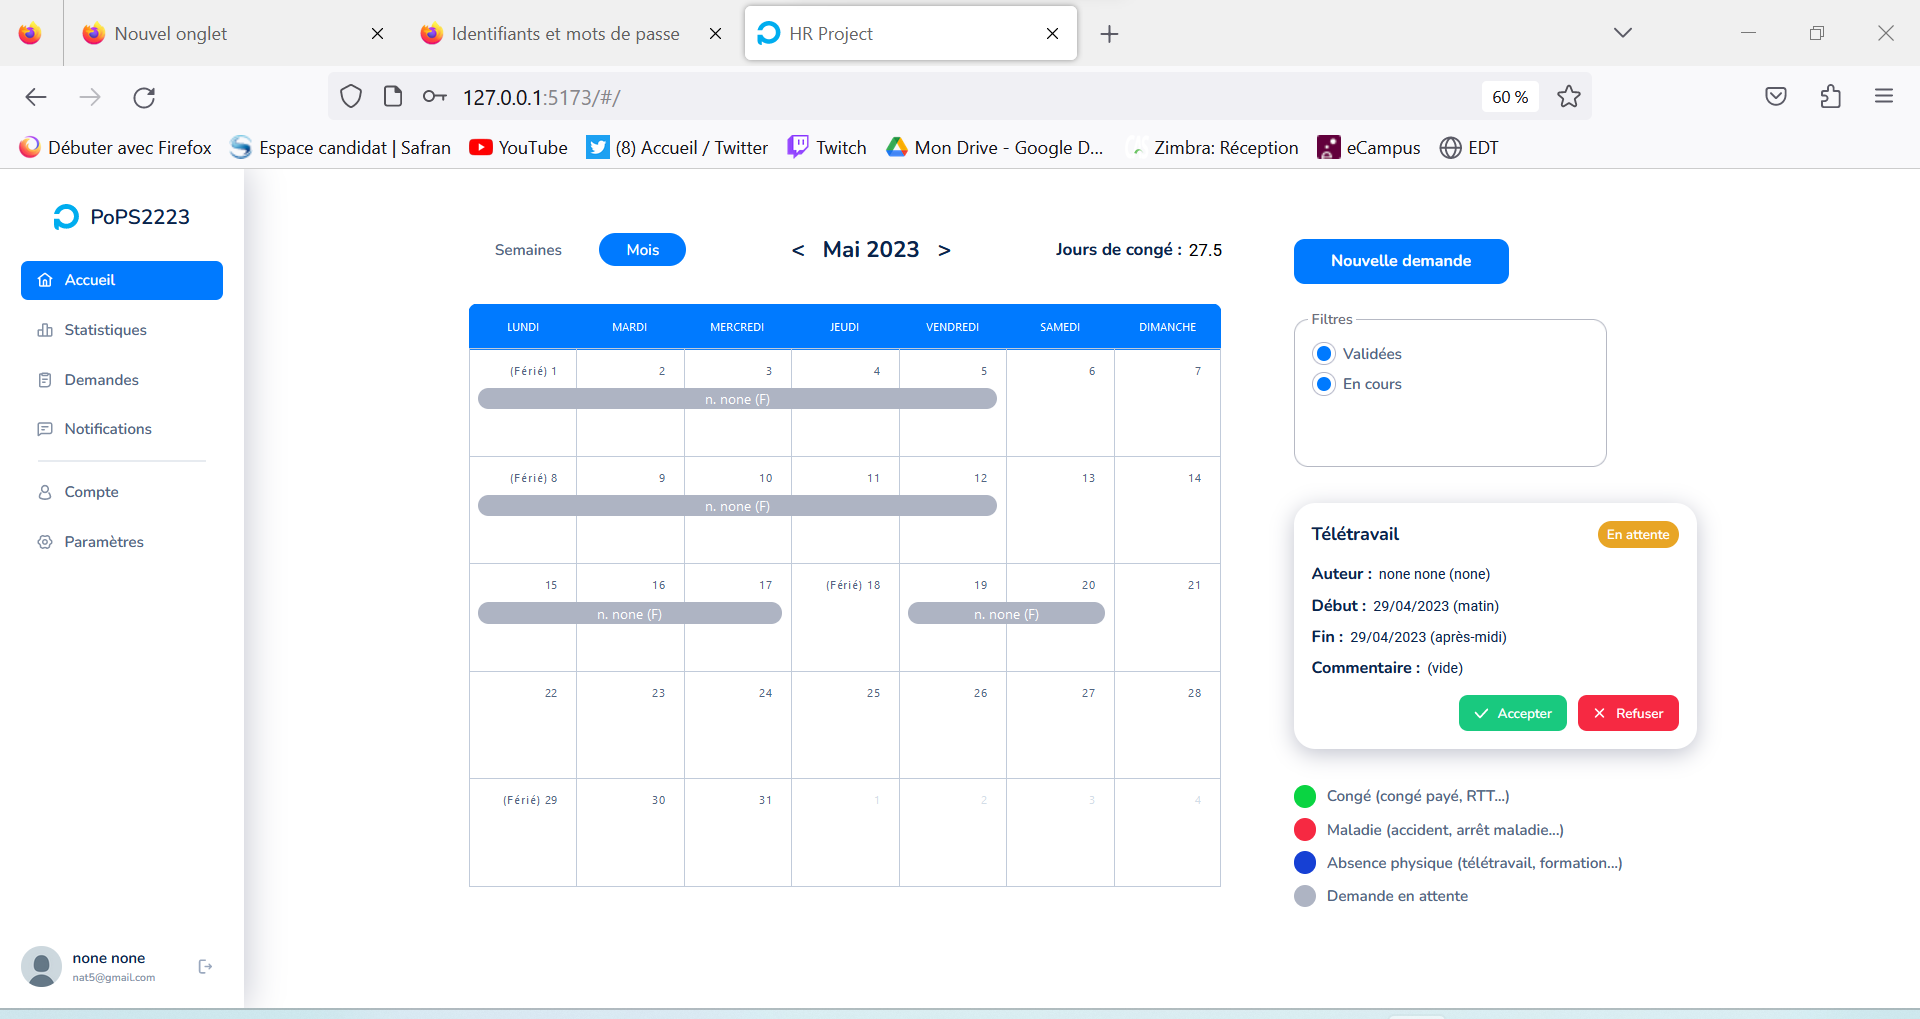 Nouvel onglet
Identifiants et mots de passe
HR Project
127.0.0.1:5173/#/
60 %
Débuter avec Firefox
Espace candidat | Safran
YouTube
(8) Accueil / Twitter
Twitch
Mon Drive - Google D...
Zimbra: Réception
eCampus
EDT
PoPS2223
Accueil
Statistiques
Demandes
Notifications
Compte
Paramètres
none none
nat5@gmail.com
Semaines
Mois
< Mai 2023 >
Jours de congé : 27.5
LUNDI MARDI MERCREDI JEUDI VENDREDI SAMEDI DIMANCHE
(Férié) 1 2 3 4 5 6 7
n. none (F)
(Férié) 8 9 10 11 12 13 14
n. none (F)
15 16 17 (Férié) 18 19 20 21
n. none (F) n. none (F)
22 23 24 25 26 27 28
(Férié) 29 30 31 1 2 3 4
Nouvelle demande
Filtres
Validées
En cours
Télétravail
En attente
Auteur : none none (none)
Début : 29/04/2023 (matin)
Fin : 29/04/2023 (après-midi)
Commentaire : (vide)
Accepter
Refuser
Congé (congé payé, RTT...)
Maladie (accident, arrêt maladie...)
Absence physique (télétravail, formation...)
Demande en attente